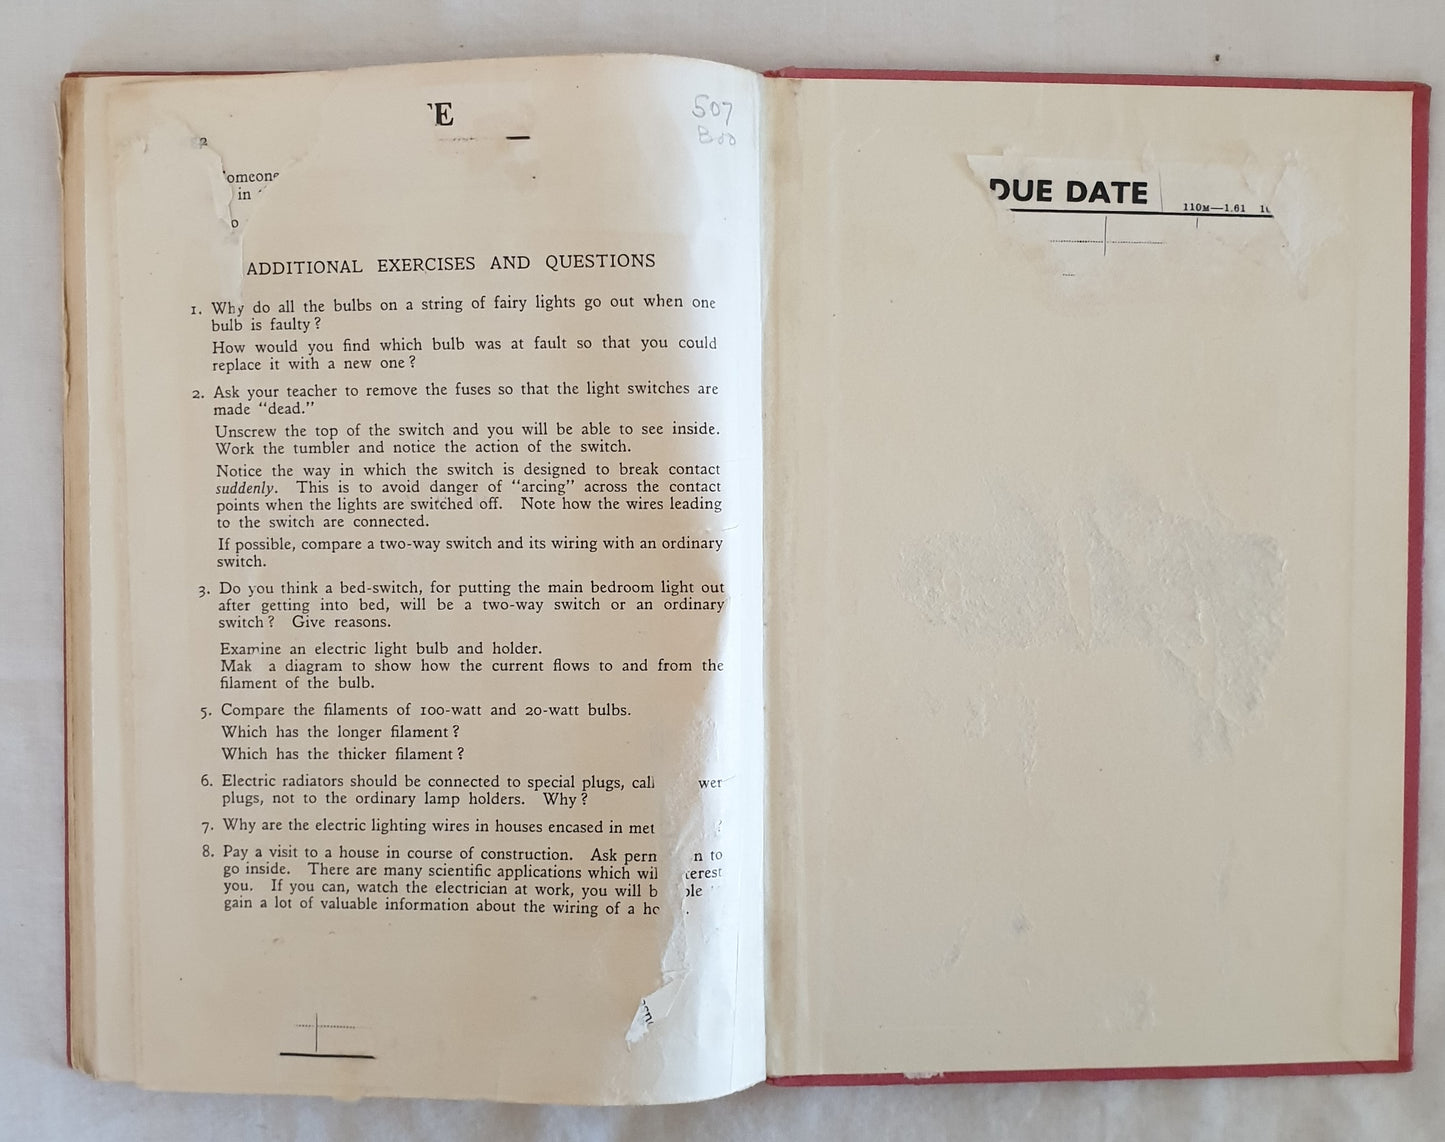 E
507
Boo
2
omeone
in
o
ADDITIONAL EXERCISES AND QUESTIONS
1. Why do all the bulbs on a string of fairy lights go out when one
bulb is faulty?
How would you find which bulb was at fault so that you could
replace it with a new one?
2. Ask your teacher to remove the fuses so that the light switches are
made "dead."
Unscrew the top of the switch and you will be able to see inside.
Work the tumbler and notice the action of the switch.
Notice the way in which the switch is designed to break contact
suddenly. This is to avoid danger of "arcing" across the contact
points when the lights are switched off. Note how the wires leading
to the switch are connected.
If possible, compare a two-way switch and its wiring with an ordinary
switch.
3. Do you think a bed-switch, for putting the main bedroom light out
after getting into bed, will be a two-way switch or an ordinary
switch? Give reasons.
Examine an electric light bulb and holder.
Mak a diagram to show how the current flows to and from the
filament of the bulb.
5. Compare the filaments of 100-watt and 20-watt bulbs.
Which has the longer filament?
Which has the thicker filament?
6. Electric radiators should be connected to special plugs, call wer
plugs, not to the ordinary lamp holders. Why?
7. Why are the electric lighting wires in houses encased in met ?
8. Pay a visit to a house in course of construction. Ask perm n to
go inside. There are many scientific applications which wil terest
you. If you can, watch the electrician at work, you will b ble
gain a lot of valuable information about the wiring of a ho .
DUE DATE
110M—1.61